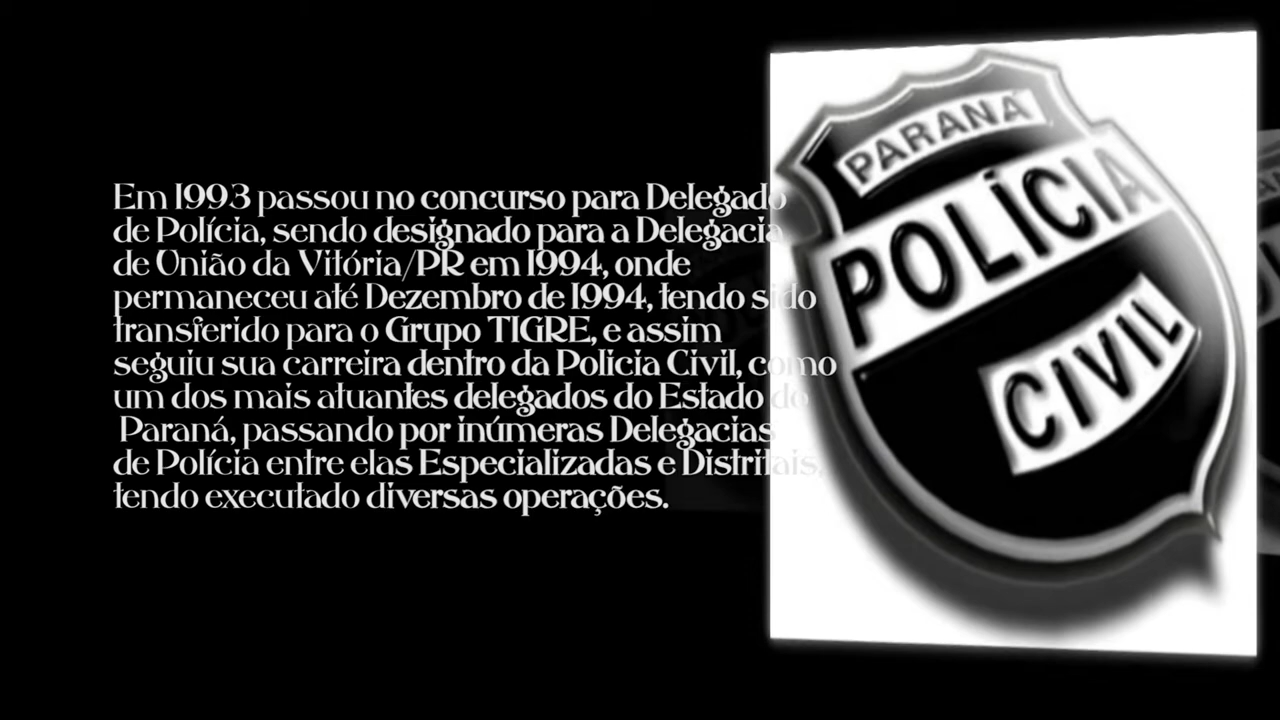 Em 1993 passou no concurso para Delegado
de Polícia, sendo designado para a Delegacia
de União da Vitória/PR em 1994, onde
permaneceu até Dezembro de 1994, tendo sido
transferido para o Grupo TIGRE, e assim
seguiu sua carreira dentro da Policia Civil, como
um dos mais atuantes delegados do Estado do
Paraná, passando por inúmeras Delegacias
de Polícia entre elas Especializadas e Distritais,
tendo executado diversas operações.
PARANÁ
POLÍCIA
CIVIL